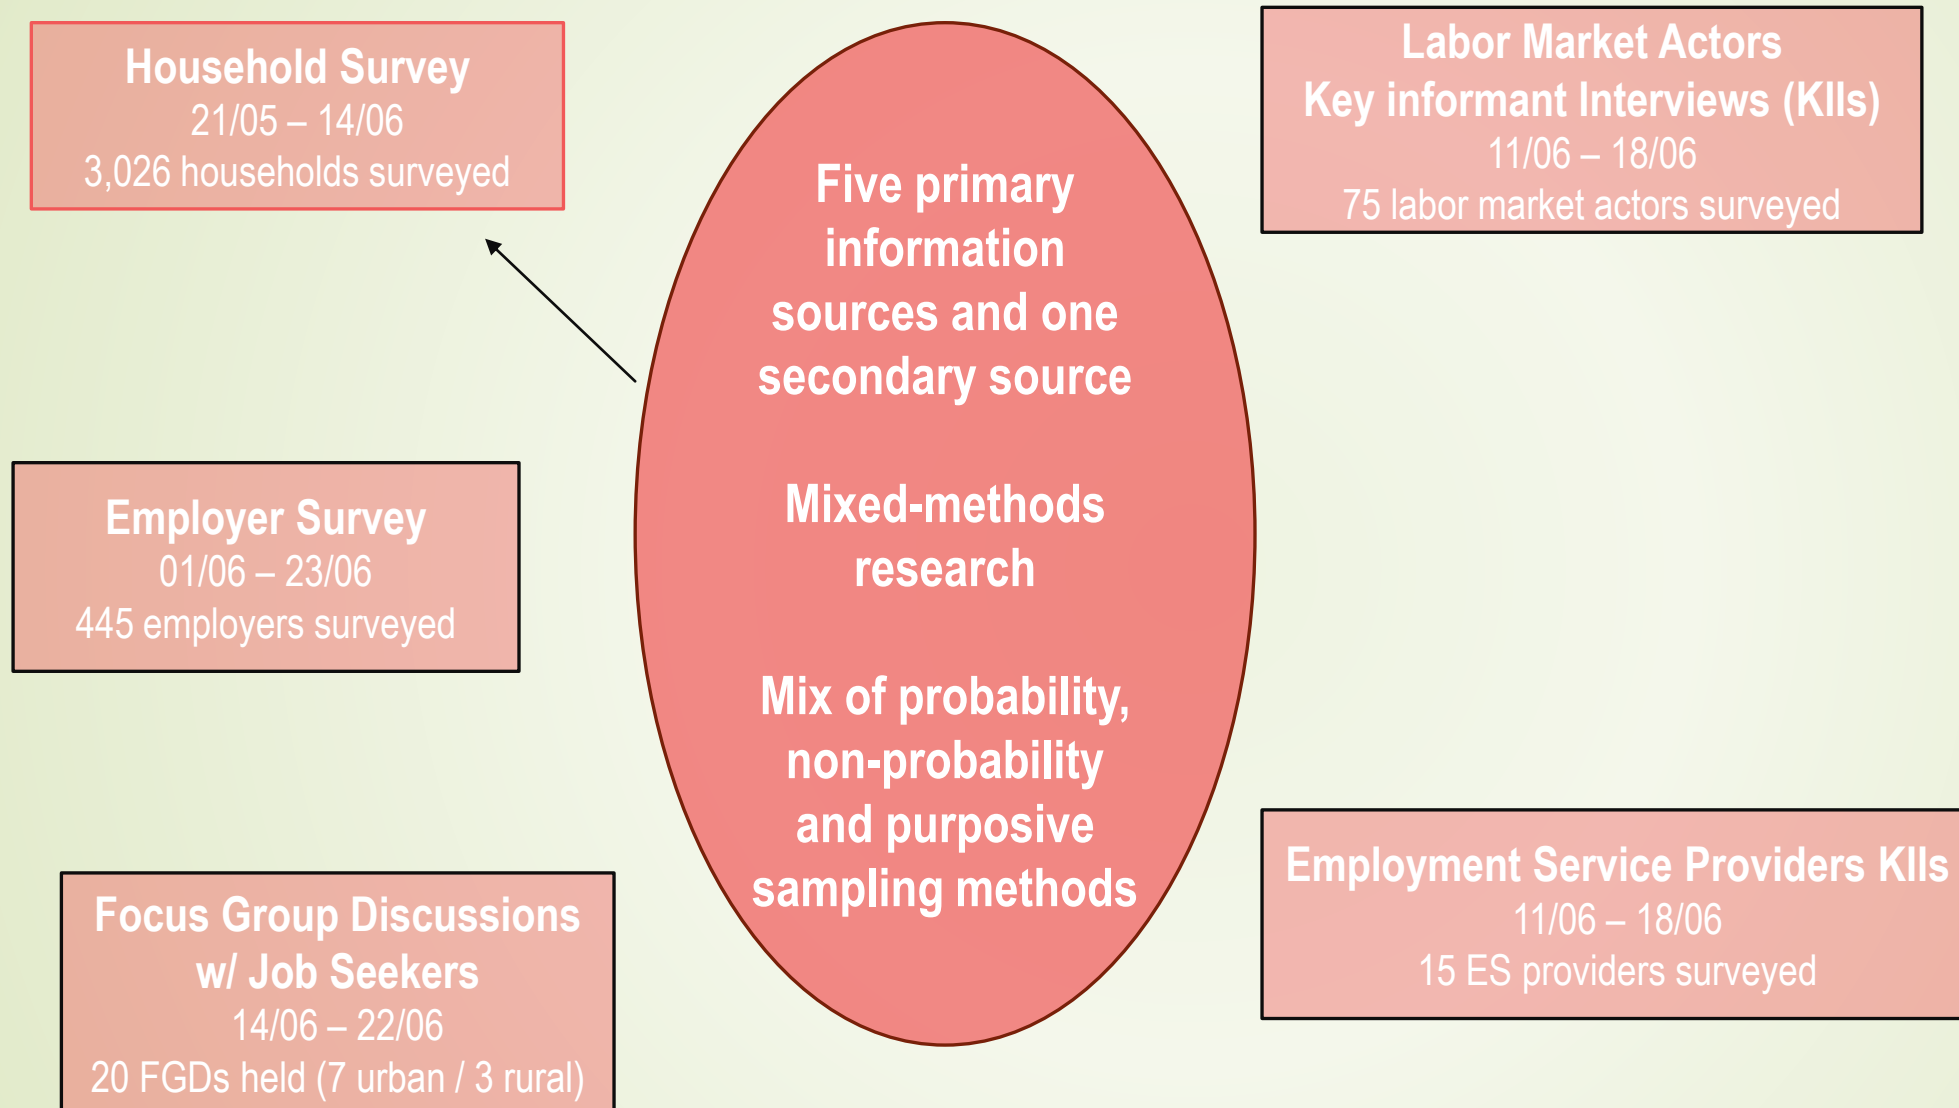 Household Survey
21/05 – 14/06
3,026 households surveyed
Employer Survey
01/06 – 23/06
445 employers surveyed
Focus Group Discussions
w/ Job Seekers
14/06 – 22/06
20 FGDs held (7 urban / 3 rural)
Five primary
information
sources and one
secondary source
Mixed-methods
research
Mix of probability,
non-probability
and purposive
sampling methods
Labor Market Actors
Key informant Interviews (KIIs)
11/06 – 18/06
75 labor market actors surveyed
Employment Service Providers KIIs
11/06 – 18/06
15 ES providers surveyed